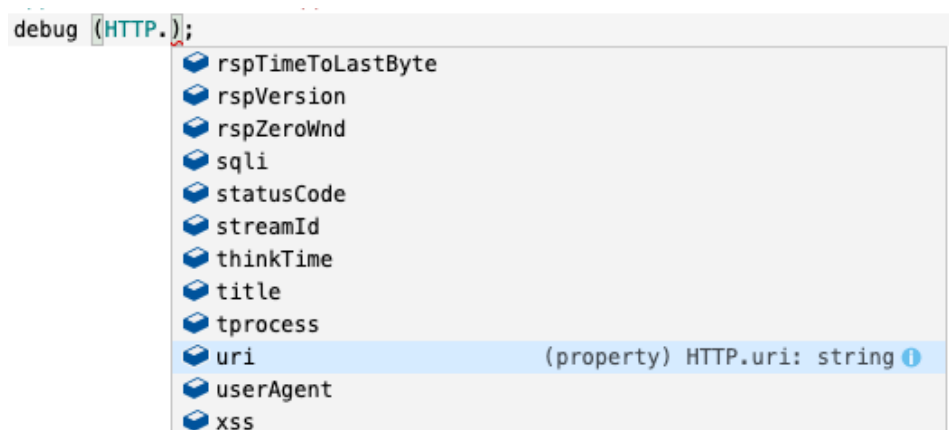 debug (HTTP.);
rspTimeToLastByte
rspVersion
rspZeroWnd
sqli
statusCode
streamId
thinkTime
title
tprocess
uri (property) HTTP.uri: string
userAgent
xss